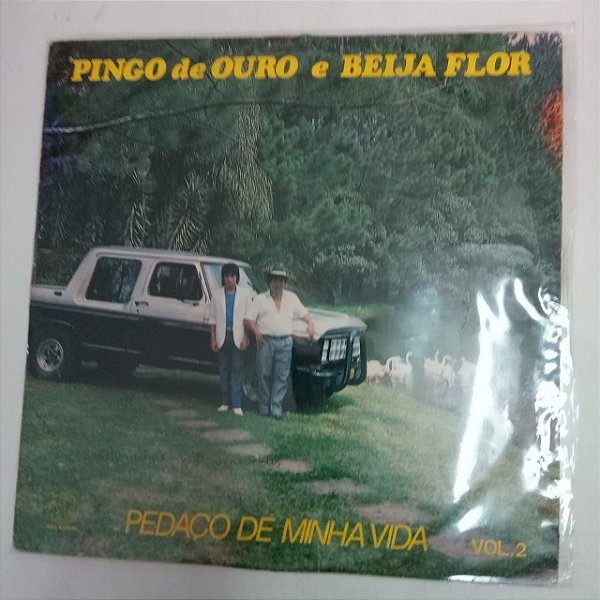 PINGO de OURO e BEIJA FLOR
PEDAÇO DE MINHA VIDA VOL.2